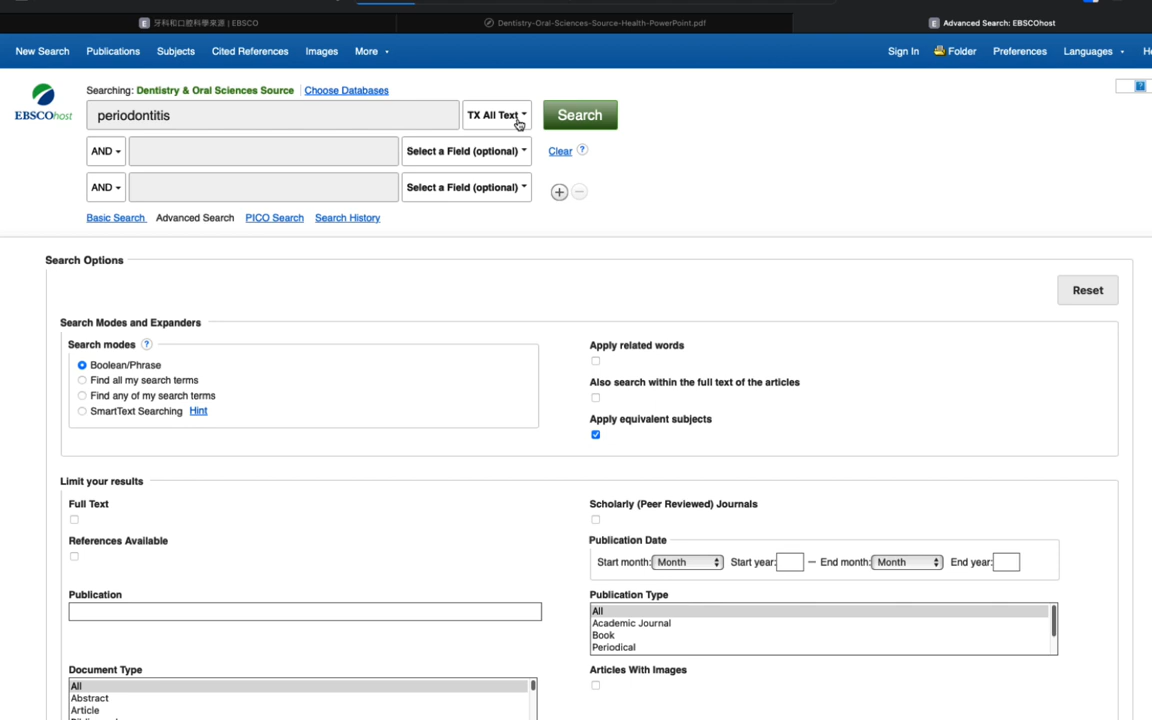 牙科和口腔科學來源 | EBSCO
Dentistry-Oral-Sciences-Source-Health-PowerPoint.pdf
Advanced Search: EBSCOhost
New Search Publications Subjects Cited References Images More
Sign In Folder Preferences Languages He
Searching: Dentistry & Oral Sciences Source Choose Databases
EBSCOhost
periodontitis TX All Text Search
AND Select a Field (optional) Clear
AND Select a Field (optional)
Basic Search Advanced Search PICO Search Search History
Search Options
Reset
Search Modes and Expanders
Search modes
Boolean/Phrase
Find all my search terms
Find any of my search terms
SmartText Searching Hint
Apply related words
Also search within the full text of the articles
Apply equivalent subjects
Limit your results
Full Text
References Available
Publication
Document Type
All
Abstract
Article
Scholarly (Peer Reviewed) Journals
Publication Date
Start month: Month Start year: – End month: Month End year:
Publication Type
All
Academic Journal
Book
Periodical
Articles With Images